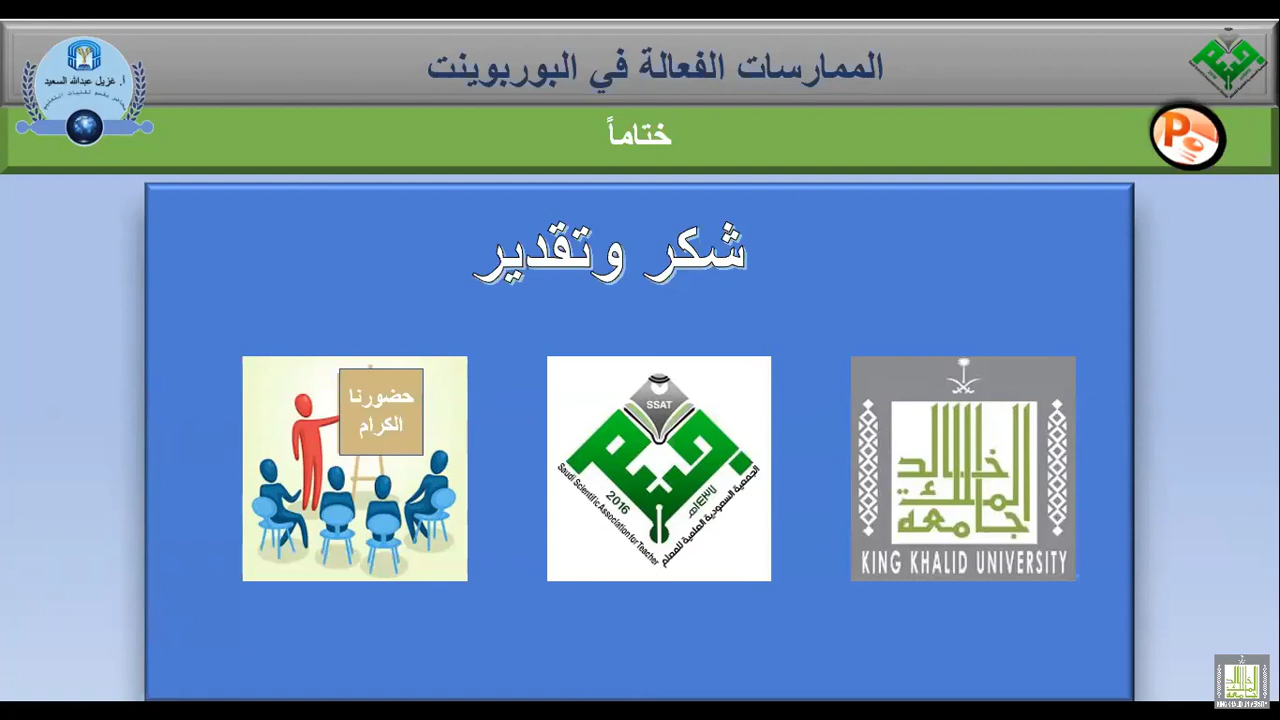 الممارسات الفعالة في البوربوينت
أ. غزيل عبدالله السعيد
ختاماً
P
شكر وتقدير
حضورنا
الكرام
SSAT
جسم
2016
Saudi Scientific Association for Teacher
الجمعية السعودية العلمية للمعلم
جامعة
الملك
خالد
KING KHALID UNIVERSITY